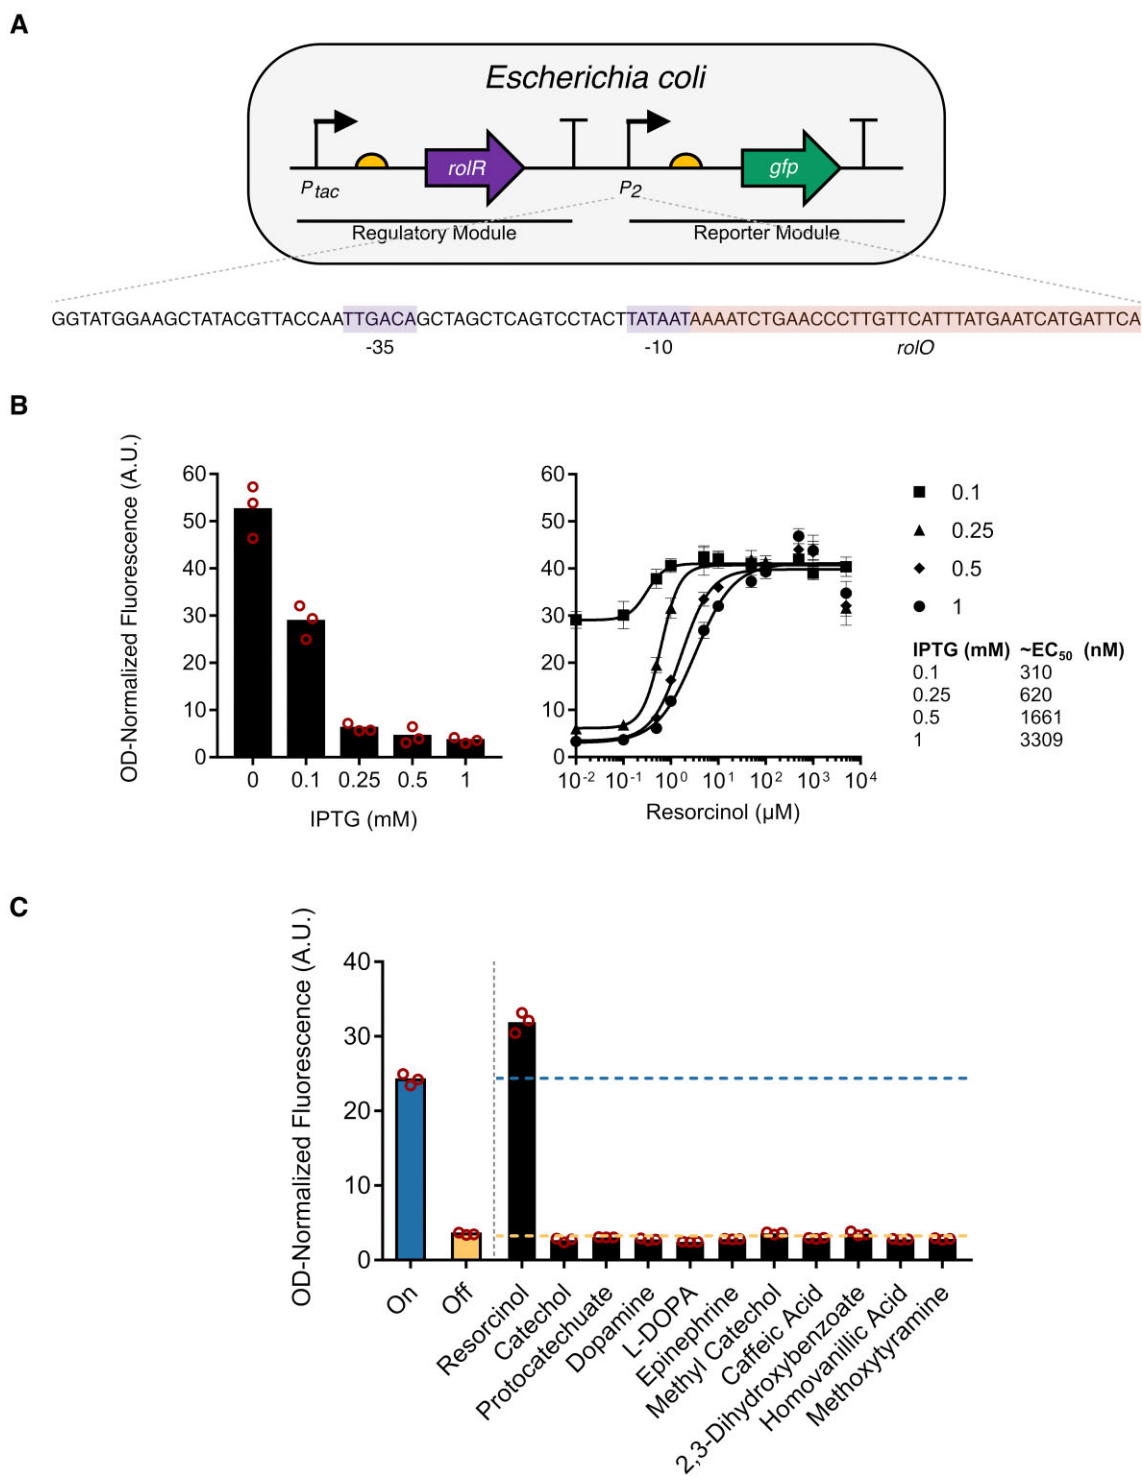 A
Escherichia coli
rolR
gfp
Ptac
P2
Regulatory Module
Reporter Module
GGTATGGAAGCTATACGTTACCAATTGACAGCTAGCTCAGTCCTACTTATAATAAAATCTGAACCCTTGTTCATTTATGAATCATGATTCA
-35
-10
rolO
B
OD-Normalized Fluorescence (A.U.)
60
50
40
30
20
10
0
0
0.1
0.25
0.5
1
IPTG (mM)
60
50
40
30
20
10
0
10-2
10-1
100
101
102
103
104
Resorcinol (µM)
0.1
0.25
0.5
1
IPTG (mM) ~EC50 (nM)
0.1 310
0.25 620
0.5 1661
1 3309
C
OD-Normalized Fluorescence (A.U.)
40
30
20
10
0
On
Off
Resorcinol
Catechol
Protocatechuate
Dopamine
L-DOPA
Epinephrine
Methyl Catechol
Caffeic Acid
2,3-Dihydroxybenzoate
Homovanillic Acid
Methoxytyramine